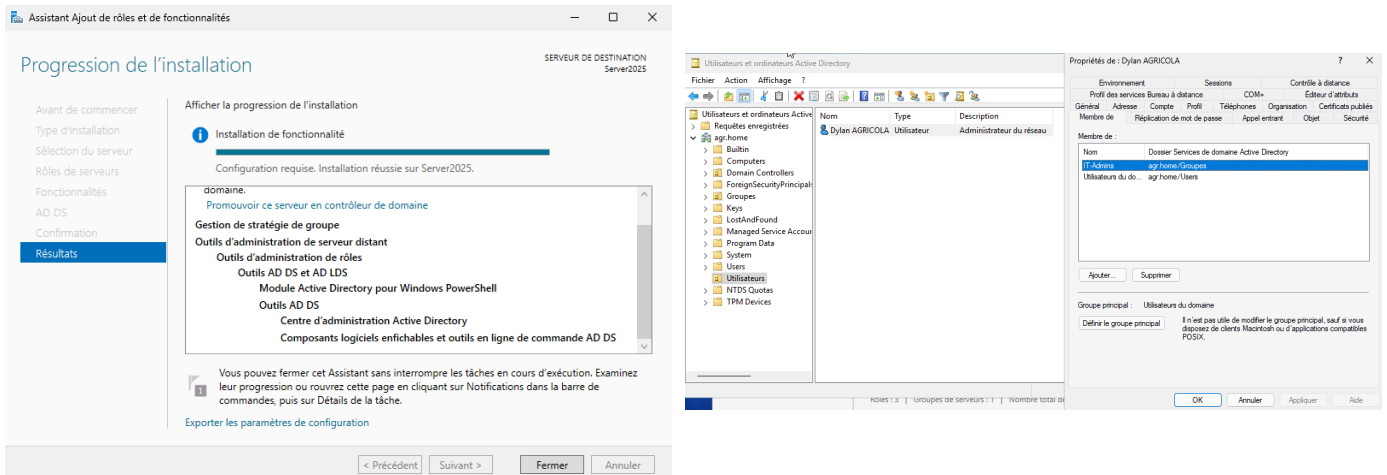 Assistant Ajout de rôles et de fonctionnalités
Progression de l'installation
SERVEUR DE DESTINATION
Server2025
Avant de commencer
Type d'installation
Sélection du serveur
Rôles de serveurs
Fonctionnalités
AD DS
Confirmation
Résultats
Afficher la progression de l'installation
Installation de fonctionnalité
Configuration requise. Installation réussie sur Server2025.
domaine.
Promouvoir ce serveur en contrôleur de domaine
Gestion de stratégie de groupe
Outils d'administration de serveur distant
Outils d'administration de rôles
Outils AD DS et AD LDS
Module Active Directory pour Windows PowerShell
Outils AD DS
Centre d'administration Active Directory
Composants logiciels enfichables et outils en ligne de commande AD DS
1
Vous pouvez fermer cet Assistant sans interrompre les tâches en cours d'exécution. Examinez
leur progression ou rouvrez cette page en cliquant sur Notifications dans la barre de
commandes, puis sur Détails de la tâche.
Exporter les paramètres de configuration
< Précédent
Suivant >
Fermer
Annuler
Utilisateurs et ordinateurs Active Directory
Fichier Action Affichage ?
Utilisateurs et ordinateurs Active
Requêtes enregistrées
agr.home
Builtin
Computers
Domain Controllers
ForeignSecurityPrincipals
Groupes
Keys
LostAndFound
Managed Service Accour
Program Data
System
Users
Utilisateurs
NTDS Quotas
TPM Devices
Nom Type Description
Dylan AGRICOLA Utilisateur Administrateur du réseau
Rôles : 3 | Groupes de serveurs : 1 | Nombre total de
Propriétés de : Dylan AGRICOLA ?
Environnement Sessions Contrôle à distance
Profil des services Bureau à distance COM+ Éditeur d'attributs
Général Adresse Compte Profil Téléphones Organisation Certificats publiés
Membre de Réplication de mot de passe Appel entrant Objet Sécurité
Membre de :
Nom Dossier Services de domaine Active Directory
IT-Admins agr.home/Groupes
Utilisateurs du do... agr.home/Users
Ajouter... Supprimer
Groupe principal : Utilisateurs du domaine
Définir le groupe principal
Il n'est pas utile de modifier le groupe principal, sauf si vous
disposez de clients Macintosh ou d'applications compatibles
POSIX.
OK Annuler Appliquer Aide